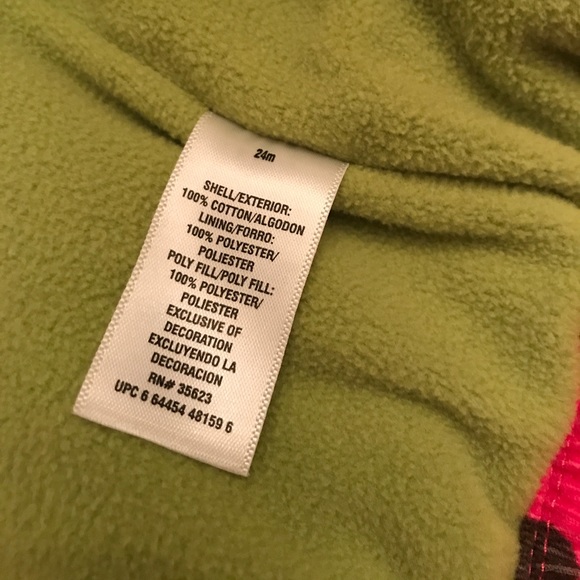 24m
SHELL/EXTERIOR:
100% COTTON/ALGODON
LINING/FORRO:
100% POLYESTER/
POLIESTER
POLY FILL/POLY FILL:
100% POLYESTER/
POLIESTER
EXCLUSIVE OF
DECORATION
EXCLUYENDO LA
DECORACION
RN# 35623
UPC 6 64454 48159 6